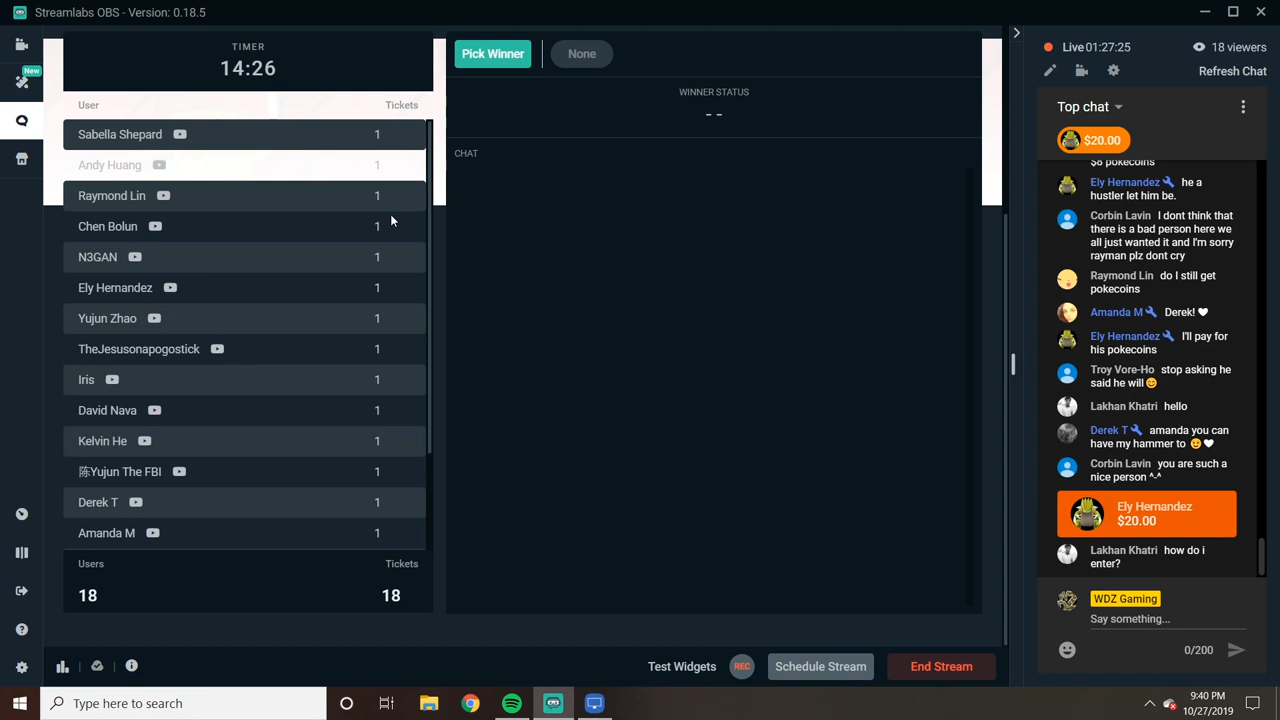 Streamlabs OBS - Version: 0.18.5
New
TIMER
14:26
User Tickets
Sabella Shepard 1
Andy Huang 1
Raymond Lin 1
Chen Bolun 1
N3GAN 1
Ely Hernandez 1
Yujun Zhao 1
TheJesusonapogostick 1
Iris 1
David Nava 1
Kelvin He 1
陈Yujun The FBI 1
Derek T 1
Amanda M 1
Users Tickets
18 18
Pick Winner None
WINNER STATUS
- -
CHAT
Live 01:27:25 18 viewers
Refresh Chat
Top chat
$20.00
$8 pokecoins
Ely Hernandez he a
hustler let him be.
Corbin Lavin I dont think that
there is a bad person here we
all just wanted it and I'm sorry
rayman plz dont cry
Raymond Lin do I still get
pokecoins
Amanda M Derek!
Ely Hernandez I'll pay for
his pokecoins
Troy Vore-Ho stop asking he
said he will
Lakhan Khatri hello
Derek T amanda you can
have my hammer to
Corbin Lavin you are such a
nice person ^-^
Ely Hernandez
$20.00
Lakhan Khatri how do i
enter?
WDZ Gaming
Say something...
0/200
Test Widgets REC Schedule Stream End Stream
Type here to search
9:40 PM
10/27/2019